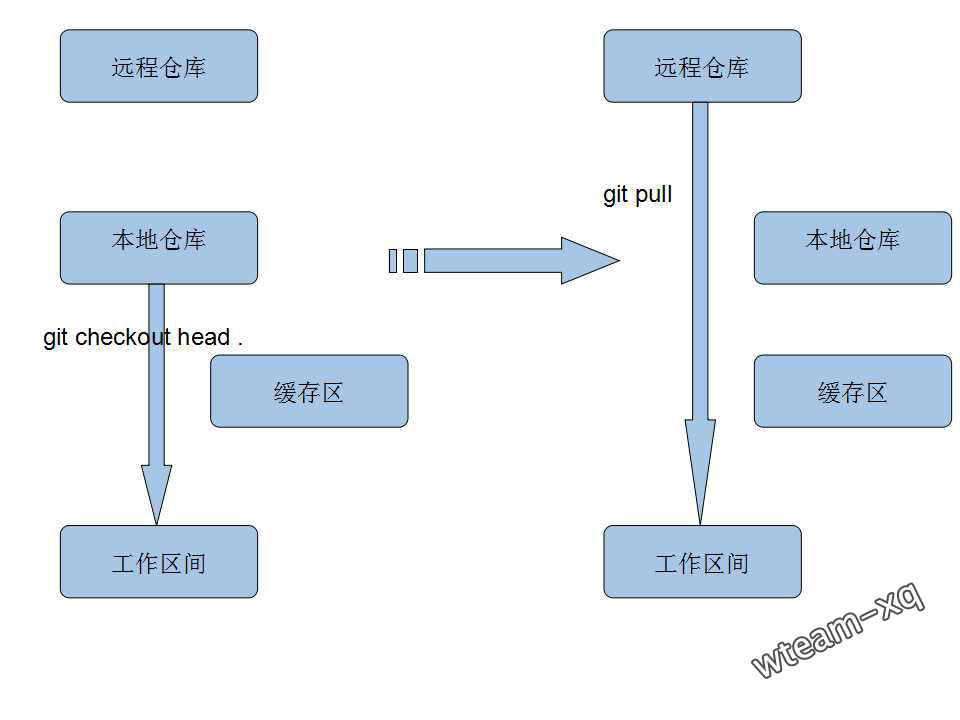 远程仓库
远程仓库
git pull
本地仓库
本地仓库
git checkout head .
缓存区
缓存区
工作区间
工作区间
wteam-xq